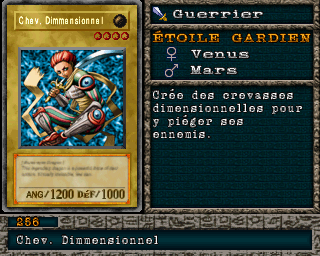 Chev. Dimmensionnel
ANG/1200 DÉF/1000
Guerrier
ÉTOILE GARDIEN
Venus
Mars
Crée des crevasses
dimensionnelles pour
y piéger ses
ennemis.
256
Chev. Dimmensionnel